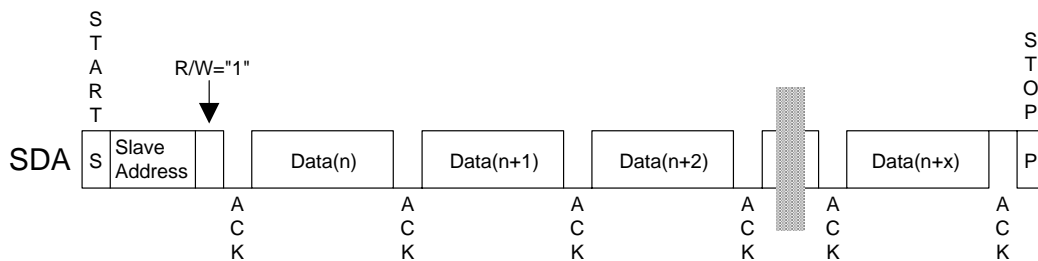 START
STOP
R/W="1"
SDA
S
Slave
Address
Data(n)
Data(n+1)
Data(n+2)
Data(n+x)
P
ACK
ACK
ACK
ACK
ACK
ACK